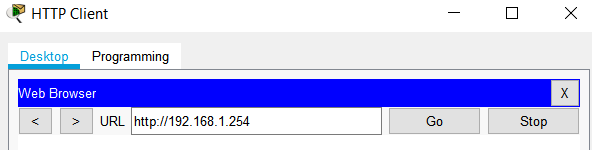 HTTP Client
Desktop Programming
Web Browser X
< > URL http://192.168.1.254 Go Stop